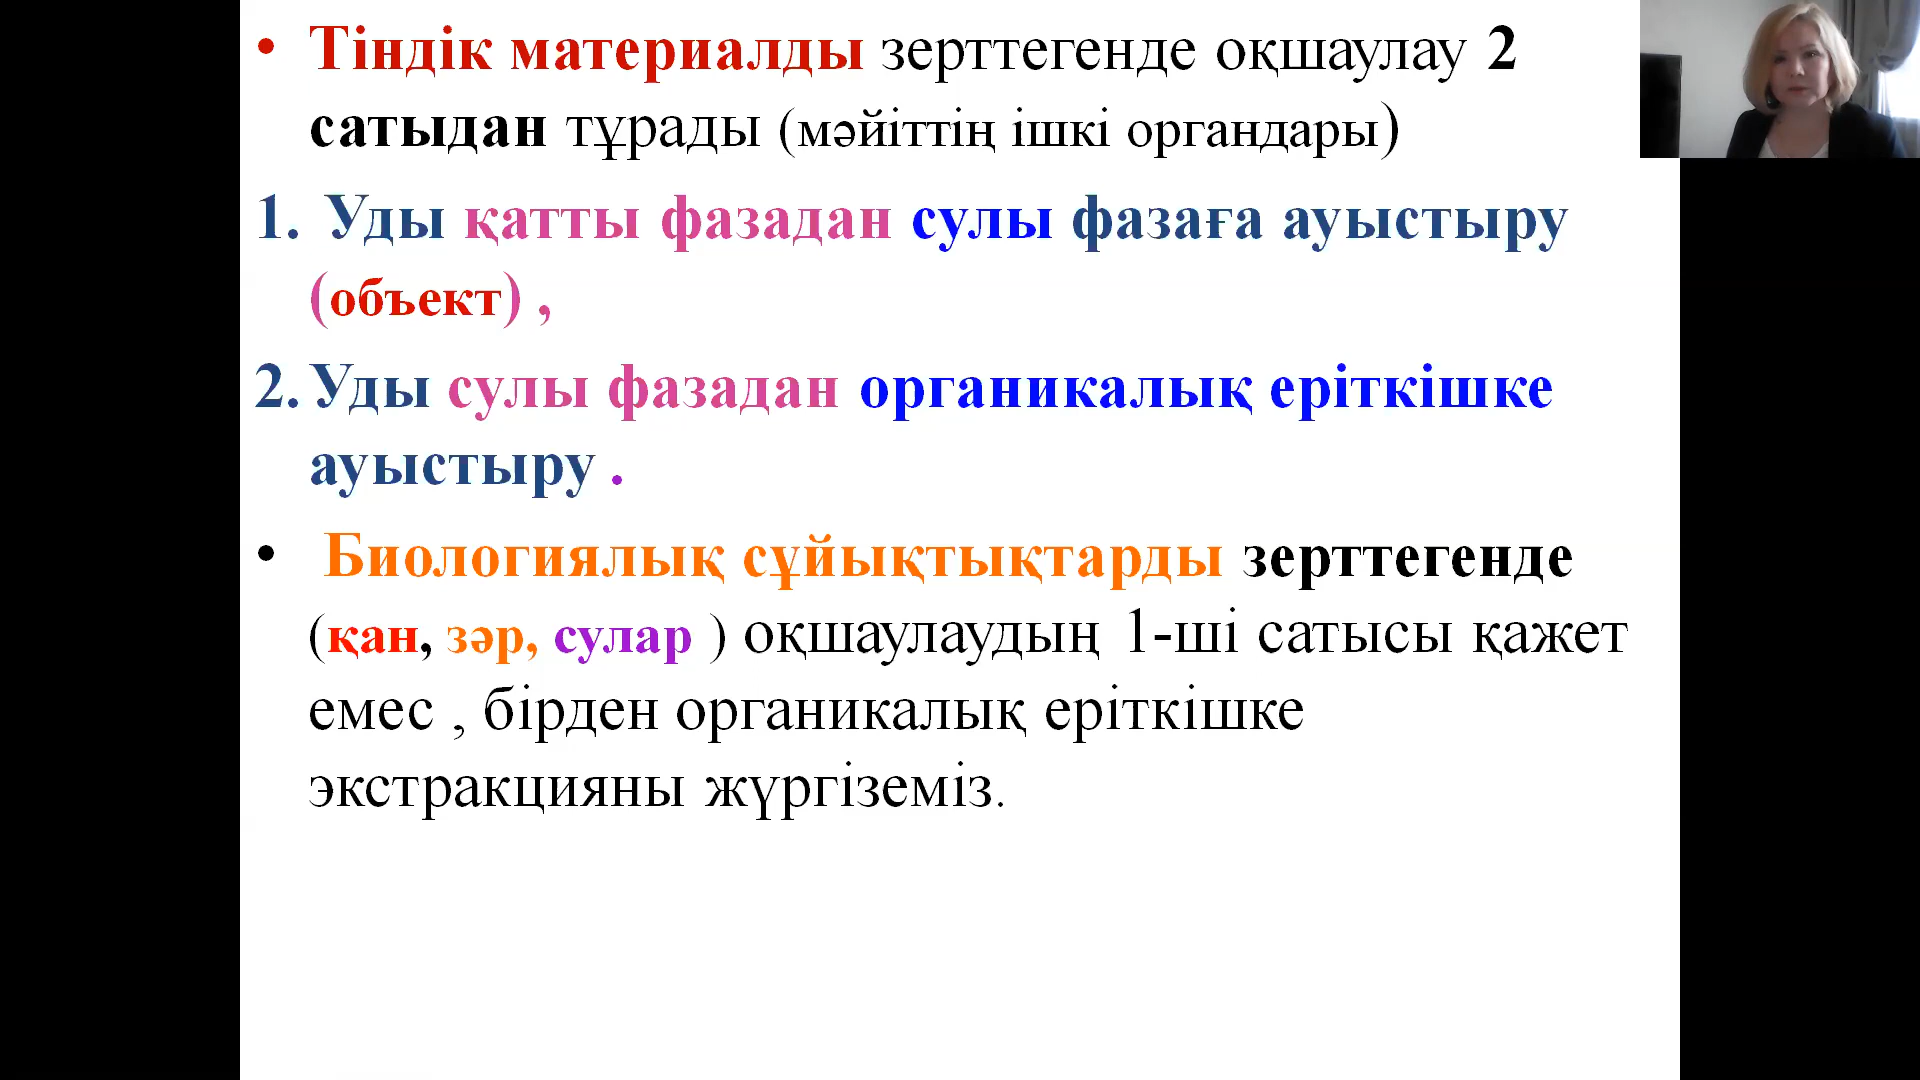 • Тіндік материалды зерттегенде оқшаулау 2
сатыдан тұрады (мәйіттің ішкі органдары)
1. Уды қатты фазадан сулы фазаға ауыстыру
(объект) ,
2. Уды сулы фазадан органикалық еріткішке
ауыстыру .
• Биологиялық сұйықтықтарды зерттегенде
(қан, зәр, сулар ) оқшаулаудың 1-ші сатысы қажет
емес , бірден органикалық еріткішке
экстракцияны жүргіземіз.